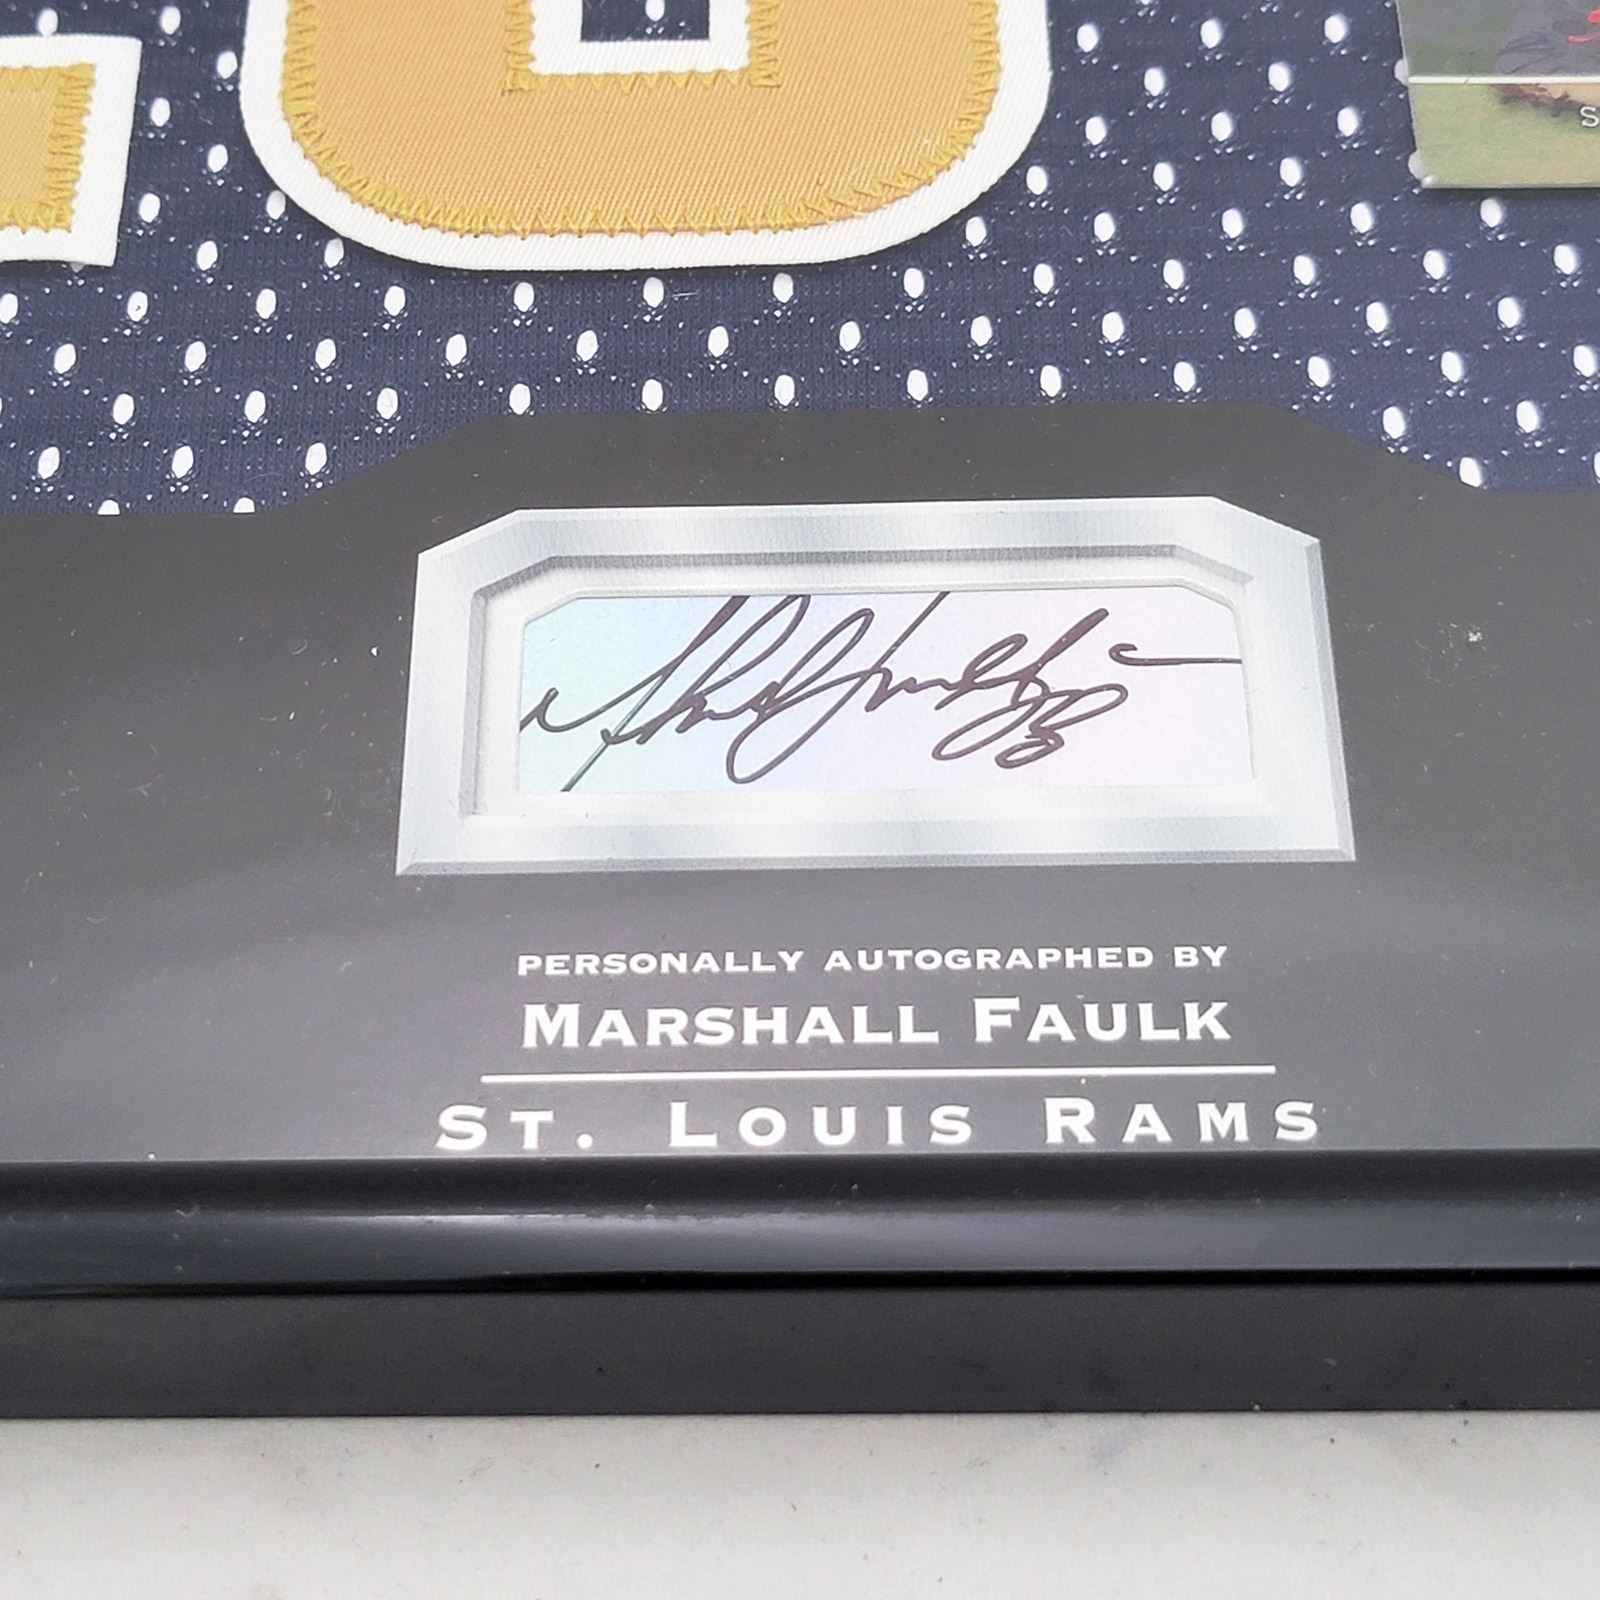 PERSONALLY AUTOGRAPHED BY
MARSHALL FAULK
ST. LOUIS RAMS